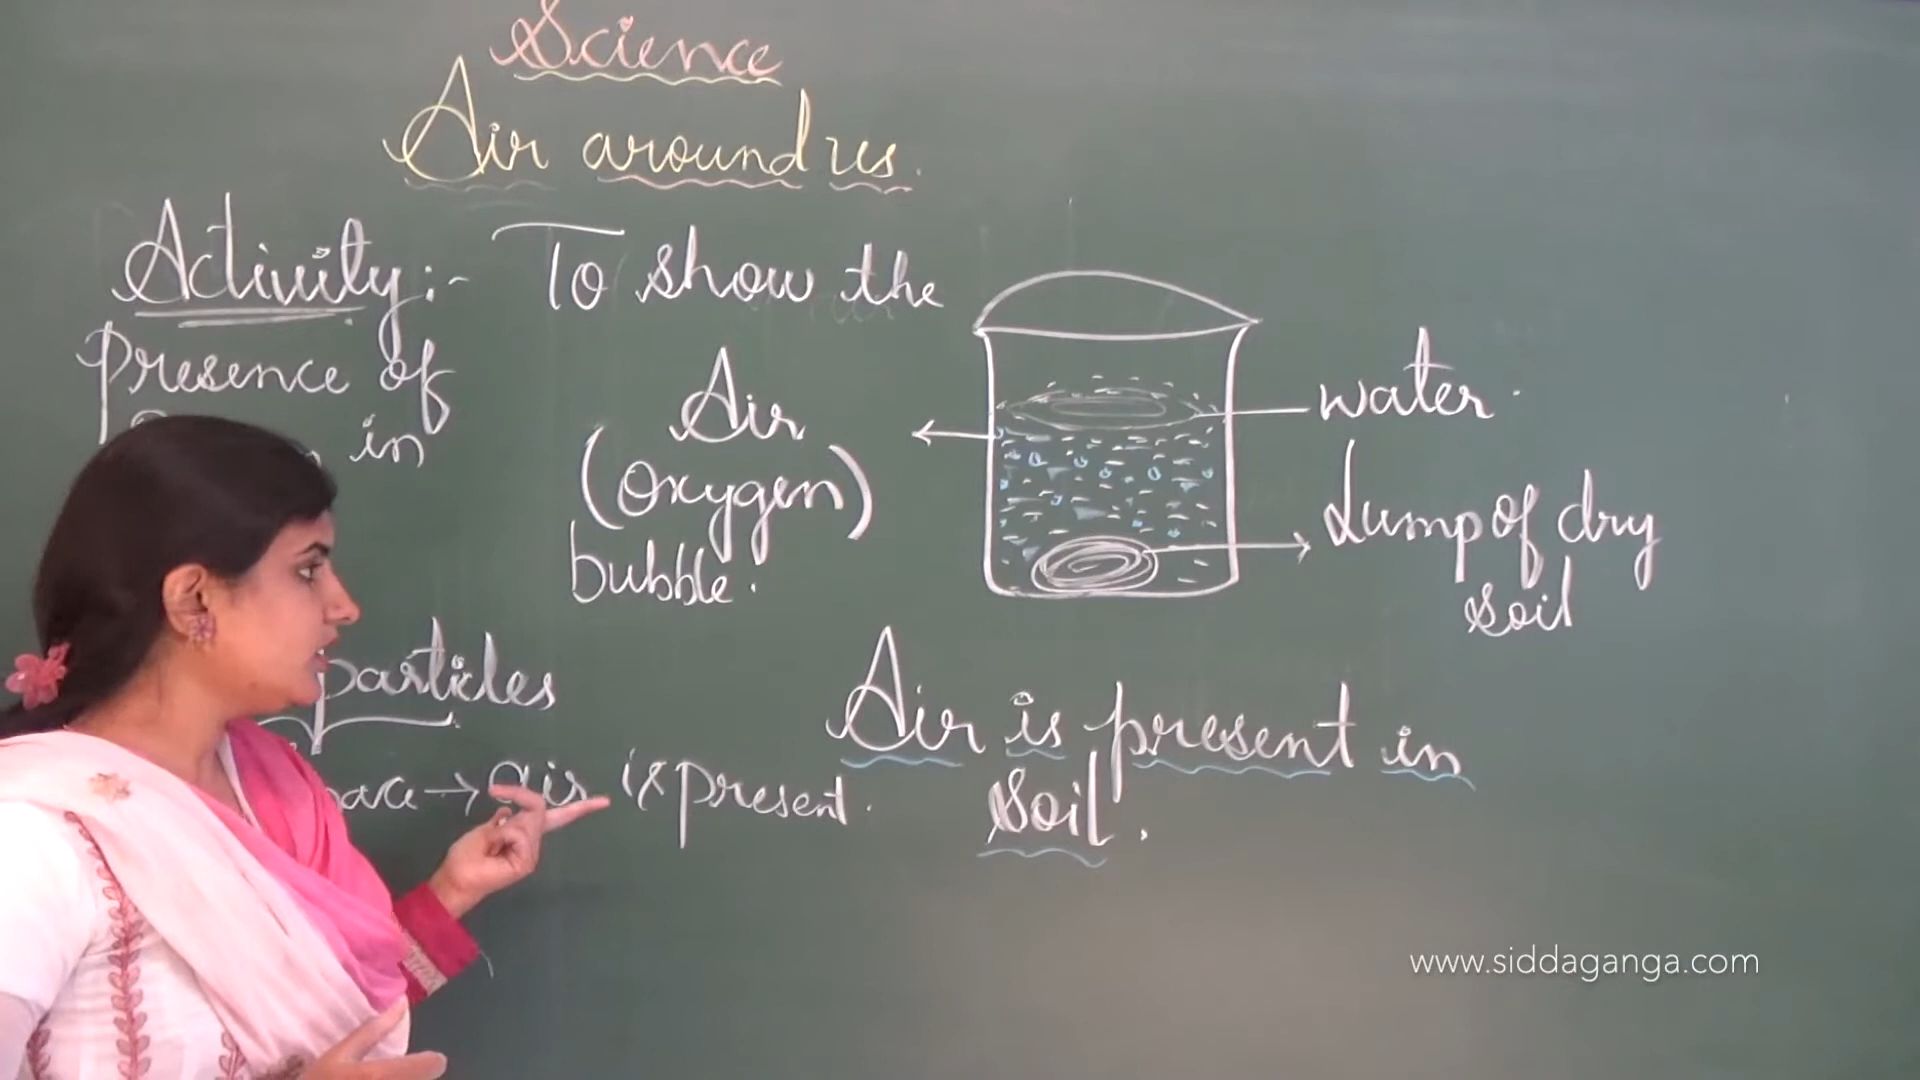 Science
Air around us.
Activity:- To show the
presence of
in
Air
(oxygen)
bubble.
water.
Lump of dry
soil
particles
air is present.
Air is present in
soil.
www.siddaganga.com